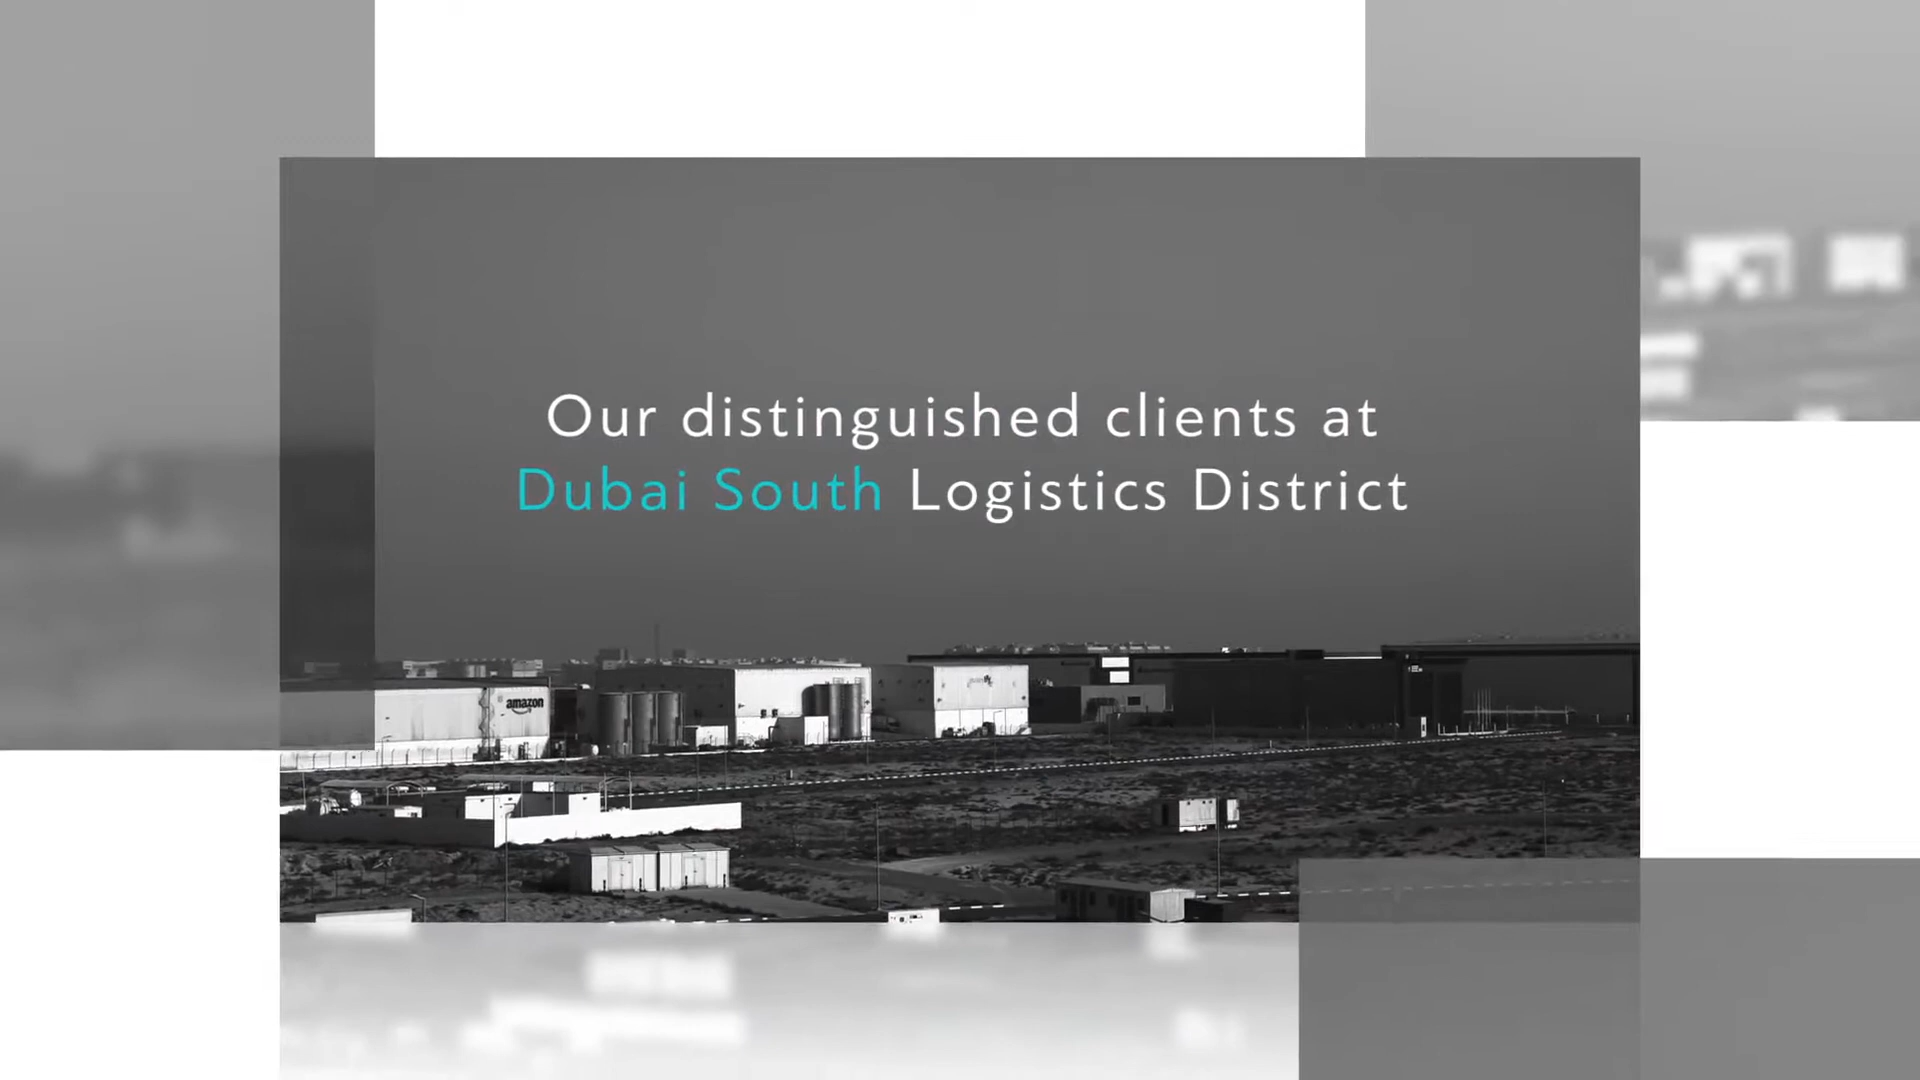 Our distinguished clients at
Dubai South Logistics District
amazon